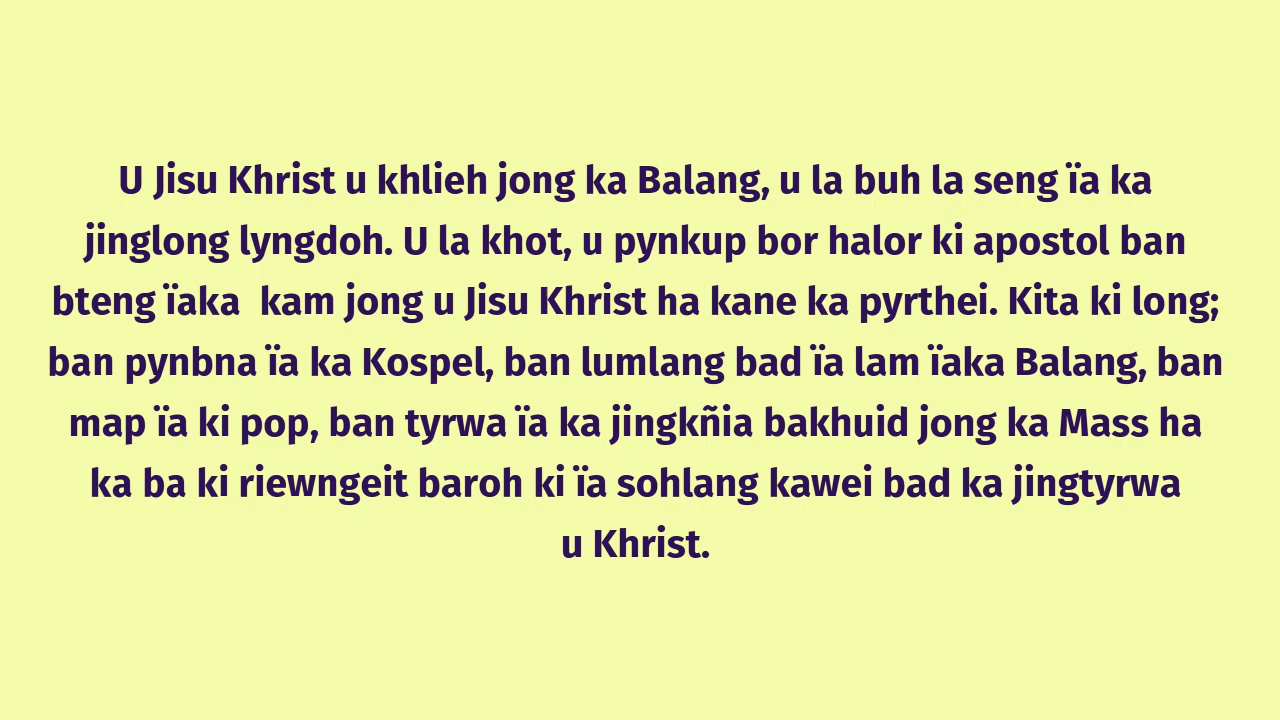 U Jisu Khrist u khlieh jong ka Balang, u la buh la seng ïa ka
jinglong lyngdoh. U la khot, u pynkup bor halor ki apostol ban
bteng ïaka  kam jong u Jisu Khrist ha kane ka pyrthei. Kita ki long;
ban pynbna ïa ka Kospel, ban lumlang bad ïa lam ïaka Balang, ban
map ïa ki pop, ban tyrwa ïa ka jingkñia bakhuid jong ka Mass ha
ka ba ki riewngeit baroh ki ïa sohlang kawei bad ka jingtyrwa
u Khrist.